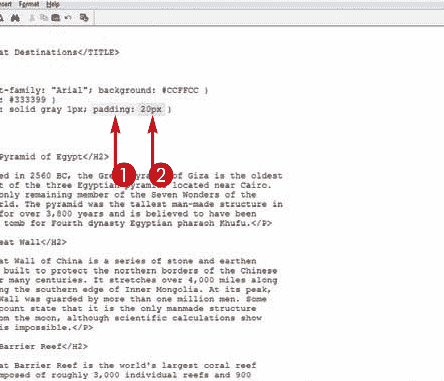 sert Format Help
at Destinations</TITLE>
t-family: "Arial"; background: #CCFFCC }
: #333399 }
: solid gray 1px; padding: 20px }
1 2
Pyramid of Egypt</H2>
ed in 2560 BC, the Gre of Giza is the oldest
t of the three Egyptian pyramids located near Cairo.
only remaining member of the Seven Wonders of the
rld. The pyramid was the tallest man-made structure in
for over 3,800 years and is believed to have been
tomb for Fourth dynasty Egyptian pharaoh Khufu.</P>
eat Wall</H2>
at Wall of China is a series of stone and earthen
built to protect the northern borders of the Chinese
r many centuries. It stretches over 4,000 miles along
ng the southern edge of Inner Mongolia. At its peak,
Wall was guarded by more than one million men. Some
count state that it is the only manmade structure
om the moon, although scientific calculations show
is impossible.</P>
Barrier Reef</H2>
at Barrier Reef is the world's largest coral reef
mposed of roughly 3,000 individual reefs and 900